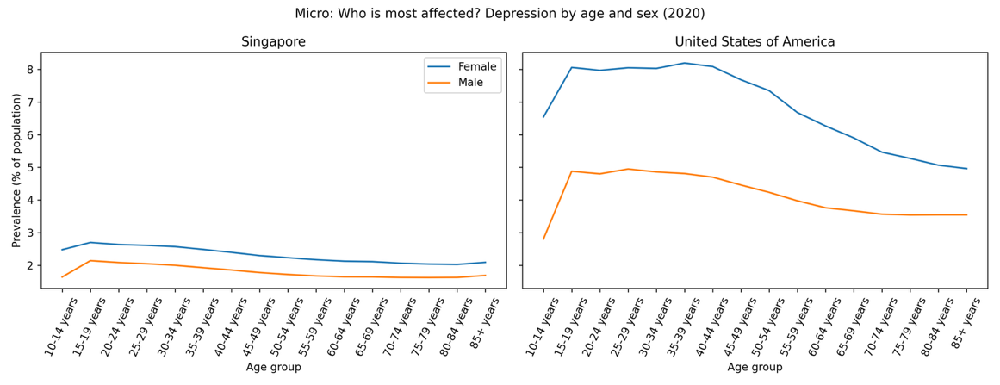 Micro: Who is most affected? Depression by age and sex (2020)
Singapore
United States of America
Female
Male
Prevalence (% of population)
8
7
6
5
4
3
2
10-14 years
15-19 years
20-24 years
25-29 years
30-34 years
35-39 years
40-44 years
45-49 years
50-54 years
55-59 years
60-64 years
65-69 years
70-74 years
75-79 years
80-84 years
85+ years
Age group
10-14 years
15-19 years
20-24 years
25-29 years
30-34 years
35-39 years
40-44 years
45-49 years
50-54 years
55-59 years
60-64 years
65-69 years
70-74 years
75-79 years
80-84 years
85+ years
Age group